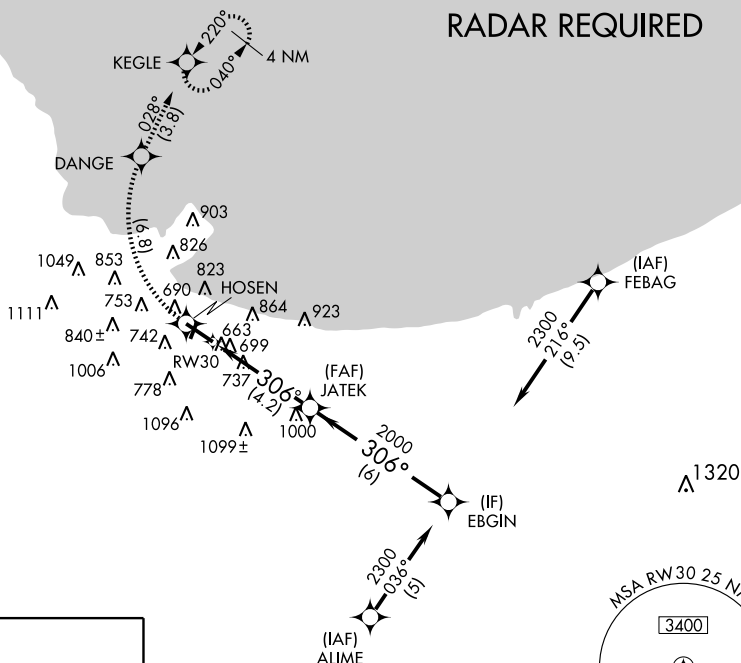 RADAR REQUIRED
220°
KEGLE
4 NM
040°
028°
(3.8)
DANGE
903
(6.8)
826
1049
853
823
HOSEN
(IAF)
FEBAG
1111
753
690
864
923
840±
742
663
2300
216°
(9.5)
RW30
699
1006
737
(FAF)
JATEK
778
306°
(4.2)
1096
1000
1099±
2000
306°
(6)
1320
(IF)
EBGIN
2300
036°
(5)
MSA RW30 25 N
3400
(IAF)
ALIME